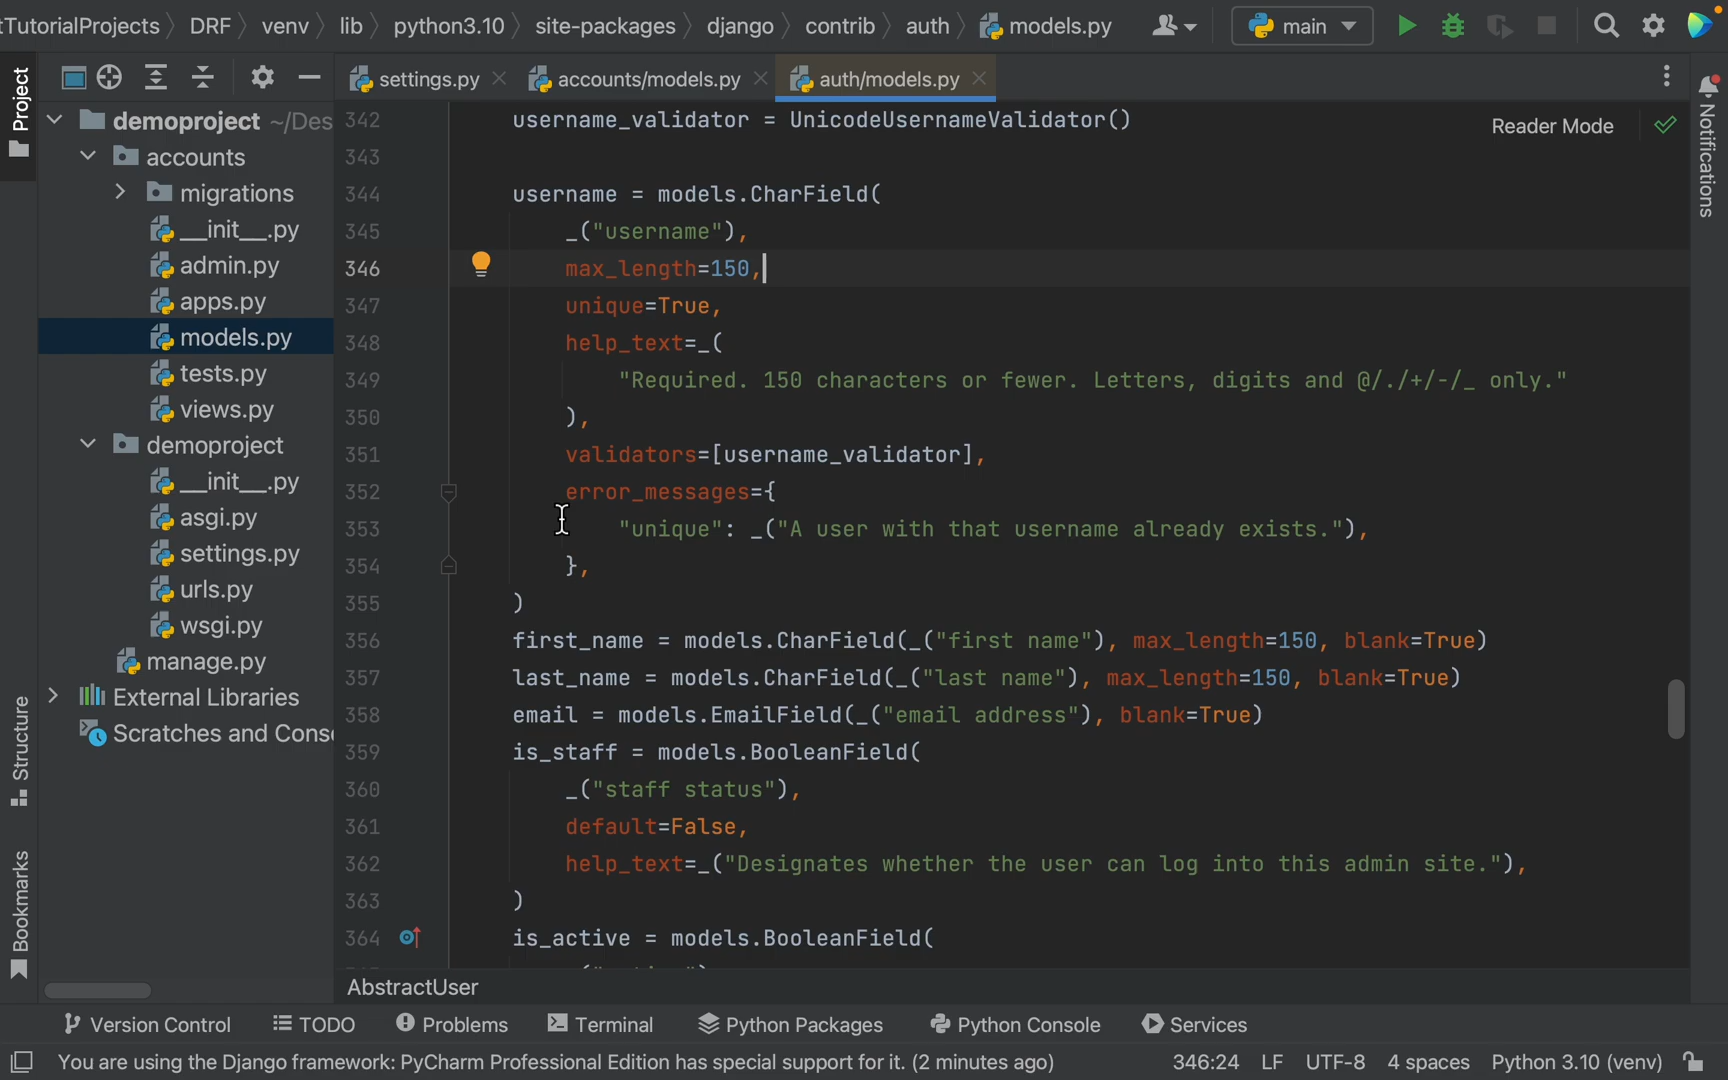 tTutorialProjects DRF venv lib python3.10 site-packages django contrib auth models.py main
Project
settings.py accounts/models.py auth/models.py
demoproject ~/Des
accounts
migrations
__init__.py
admin.py
apps.py
models.py
tests.py
views.py
demoproject
__init__.py
asgi.py
settings.py
urls.py
wsgi.py
manage.py
External Libraries
Scratches and Cons
Structure
Bookmarks
342 username_validator = UnicodeUsernameValidator()
343
344 username = models.CharField(
345 _("username"),
346 max_length=150,
347 unique=True,
348 help_text=_(
349 "Required. 150 characters or fewer. Letters, digits and @/./+/-/_ only."
350 ),
351 validators=[username_validator],
352 error_messages={
353 "unique": _("A user with that username already exists."),
354 },
355 )
356 first_name = models.CharField(_("first name"), max_length=150, blank=True)
357 last_name = models.CharField(_("last name"), max_length=150, blank=True)
358 email = models.EmailField(_("email address"), blank=True)
359 is_staff = models.BooleanField(
360 _("staff status"),
361 default=False,
362 help_text=_("Designates whether the user can log into this admin site."),
363 )
364 is_active = models.BooleanField(
Reader Mode
Notifications
AbstractUser
Version Control TODO Problems Terminal Python Packages Python Console Services
You are using the Django framework: PyCharm Professional Edition has special support for it. (2 minutes ago) 346:24 LF UTF-8 4 spaces Python 3.10 (venv)